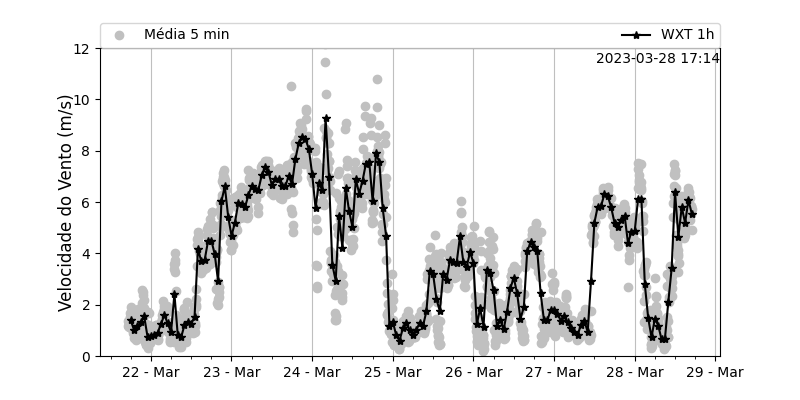 Média 5 min
WXT 1h
2023-03-28 17:14
Velocidade do Vento (m/s)
12
10
8
6
4
2
0
22 - Mar
23 - Mar
24 - Mar
25 - Mar
26 - Mar
27 - Mar
28 - Mar
29 - Mar